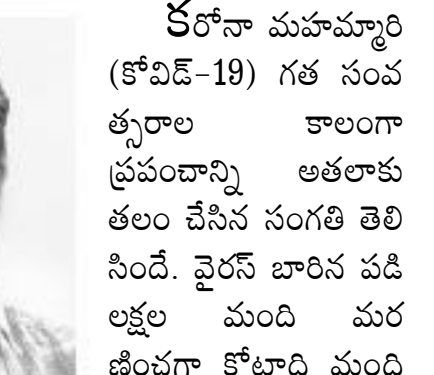 కరోనా మహమ్మారి
(కోవిడ్-19) గత సంవ
త్సరాల కాలంగా
ప్రపంచాన్ని అతలాకు
తలం చేసిన సంగతి తెలి
సిందే. వైరస్ బారిన పడి
లక్షల మంది మర
ణించగా కోట్లాది మంది